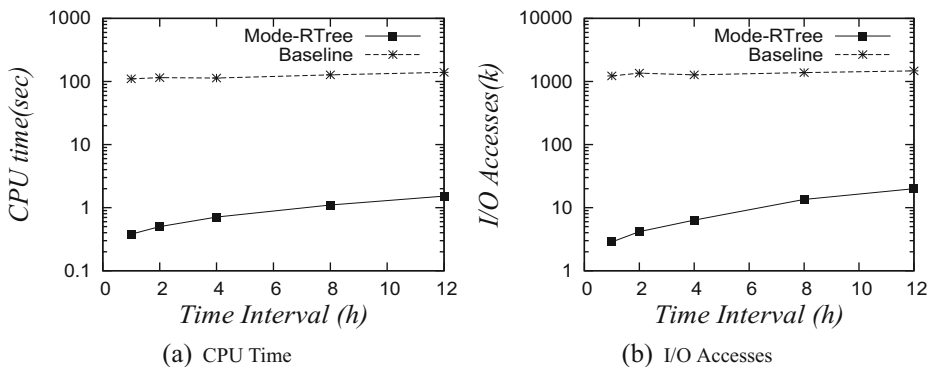 1000
100
10
1
0.1
CPU time(sec)
Mode-RTree
Baseline
0 2 4 6 8 10 12
Time Interval (h)
(a) CPU Time
10000
1000
100
10
1
I/O Accesses(k)
Mode-RTree
Baseline
0 2 4 6 8 10 12
Time Interval (h)
(b) I/O Accesses